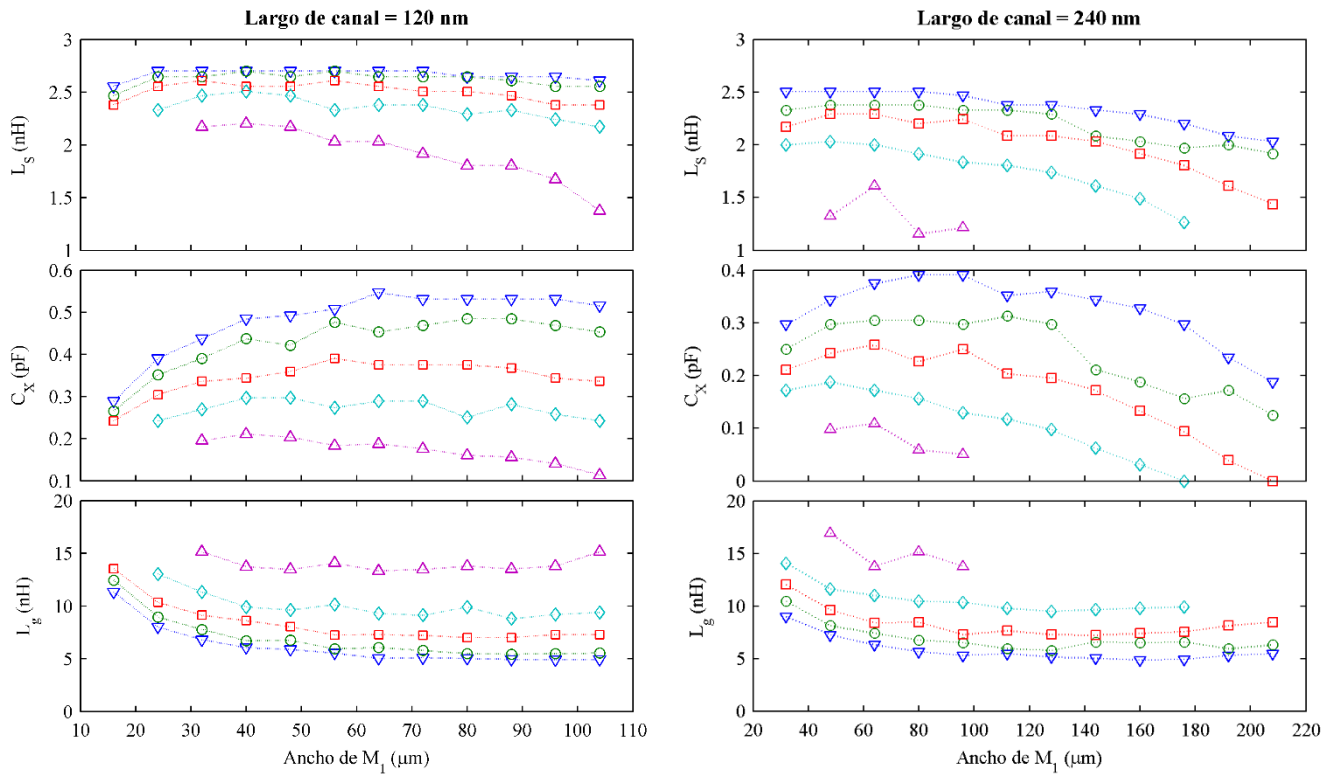 Largo de canal = 120 nm
3
2.5
2
1.5
1
L_S (nH)
0.6
0.5
0.4
0.3
0.2
0.1
C_X (pF)
20
15
10
5
0
L_g (nH)
10 20 30 40 50 60 70 80 90 100 110
Ancho de M_1 (μm)
Largo de canal = 240 nm
3
2.5
2
1.5
1
L_S (nH)
0.4
0.3
0.2
0.1
0
C_X (pF)
20
15
10
5
0
L_g (nH)
20 40 60 80 100 120 140 160 180 200 220
Ancho de M_1 (μm)